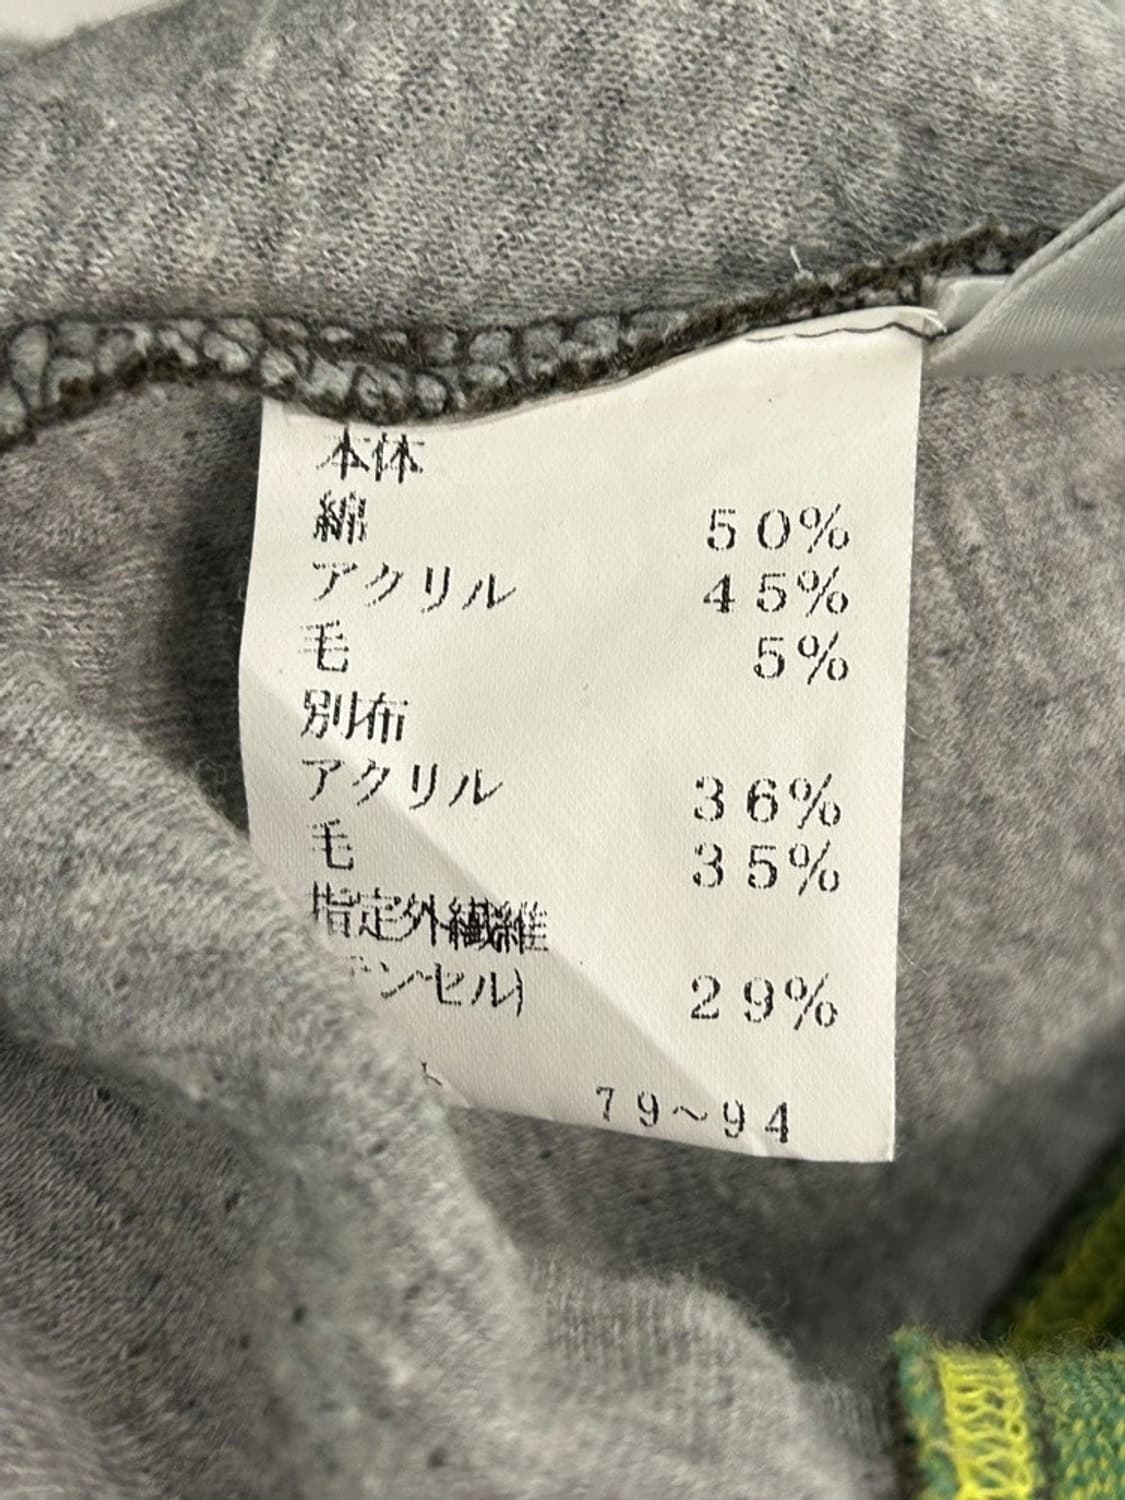 本体
綿 50%
アクリル 45%
毛 5%
別布
アクリル 36%
毛 35%
指定外繊維
ンセル) 29%
79〜94